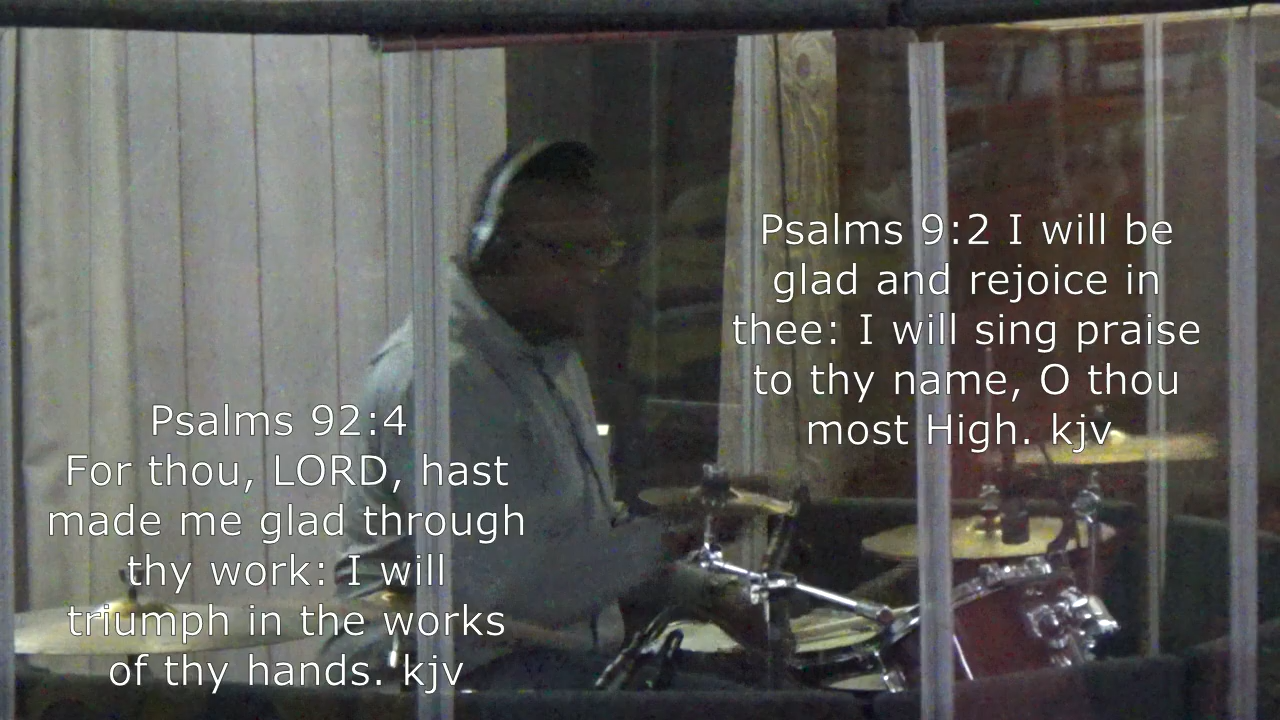 Psalms 92:4
For thou, LORD, hast
made me glad through
thy work: I will
triumph in the works
of thy hands. kjv
Psalms 9:2 I will be
glad and rejoice in
thee: I will sing praise
to thy name, O thou
most High. kjv